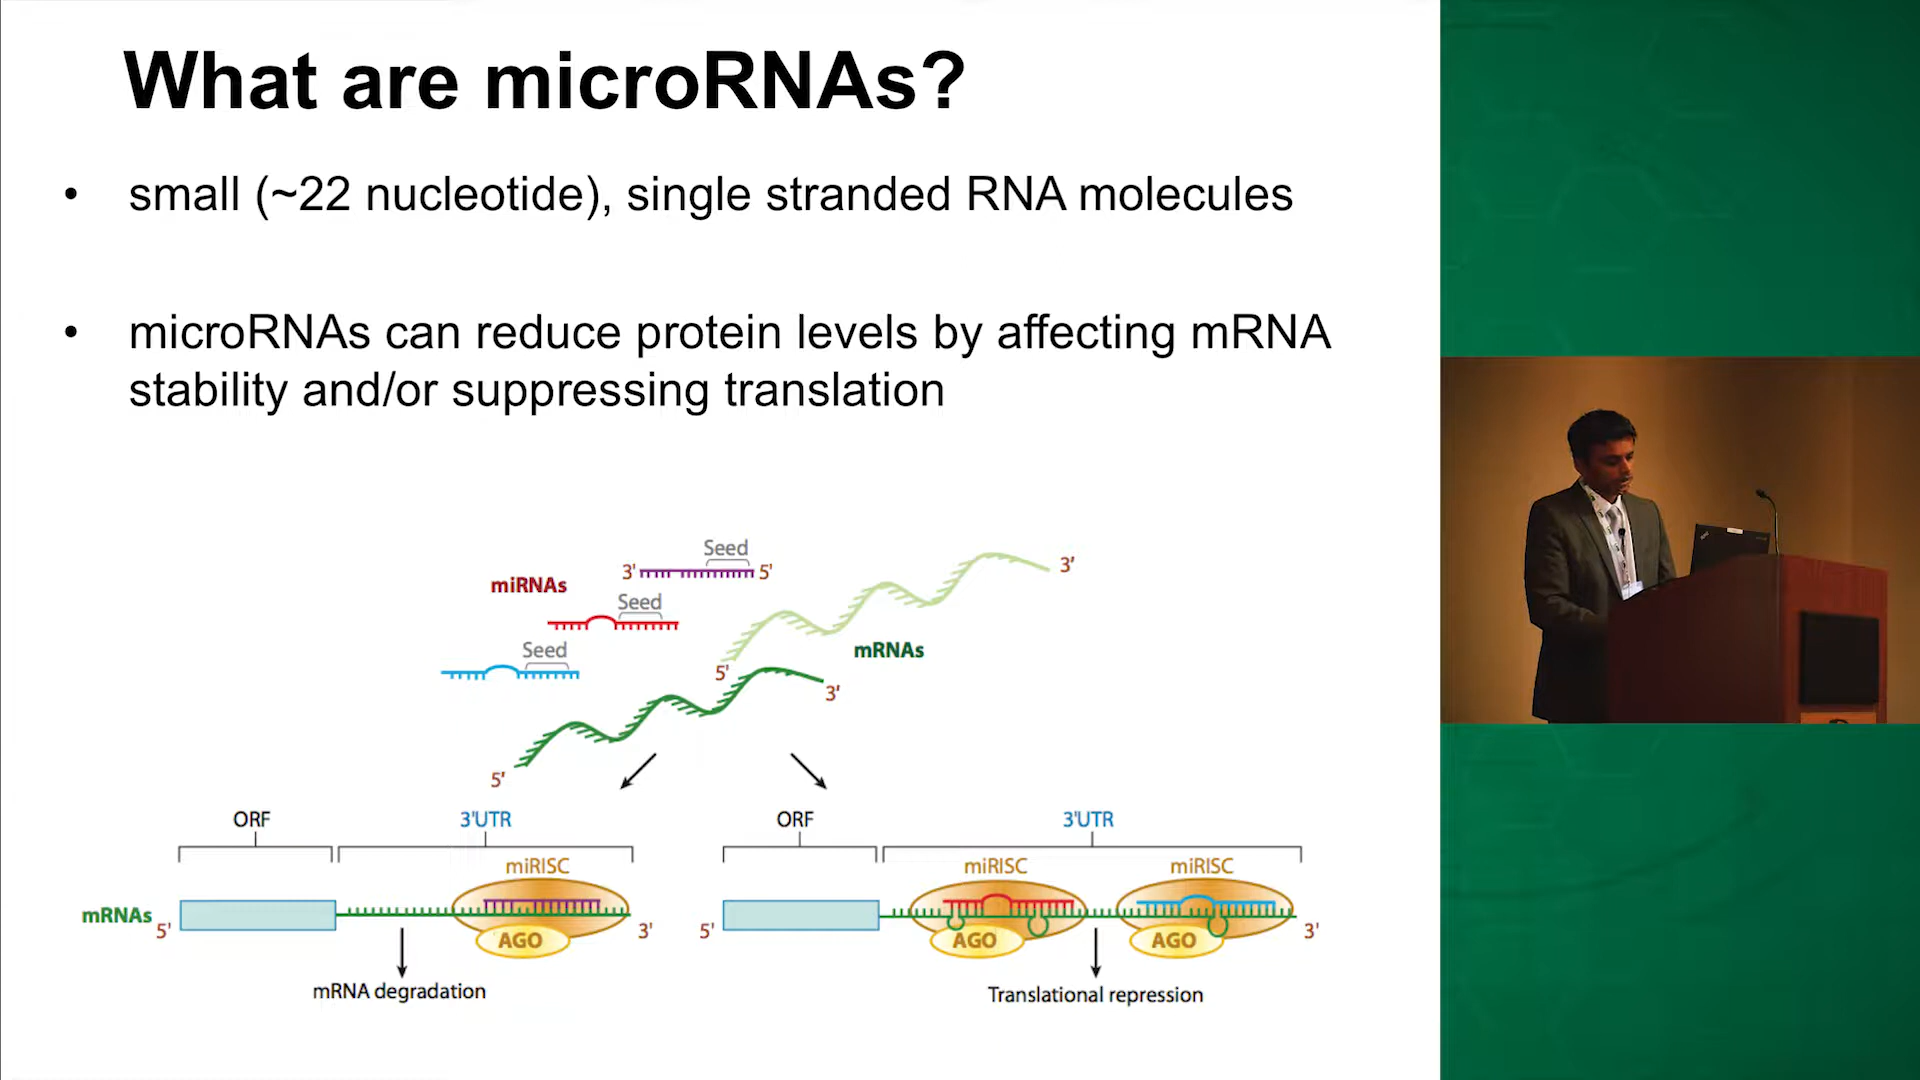 What are microRNAs?
• small (~22 nucleotide), single stranded RNA molecules
• microRNAs can reduce protein levels by affecting mRNA
stability and/or suppressing translation
Seed
3' 5'
miRNAs
Seed
Seed
3'
mRNAs
5'
3'
5'
ORF 3'UTR ORF 3'UTR
miRISC miRISC miRISC
mRNAs 5' AGO 3' 5' AGO AGO 3'
mRNA degradation Translational repression